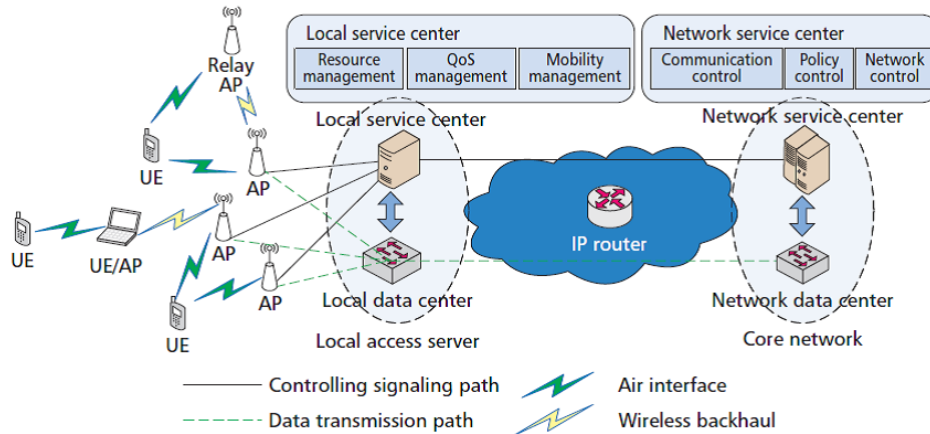 Local service center
Resource
management
QoS
management
Mobility
management
Network service center
Communication
control
Policy
control
Network
control
Relay
AP
Local service center
Network service center
UE
AP
IP router
UE
UE/AP
AP
AP
Local data center
Network data center
UE
Local access server
Core network
Controlling signaling path
Air interface
Data transmission path
Wireless backhaul